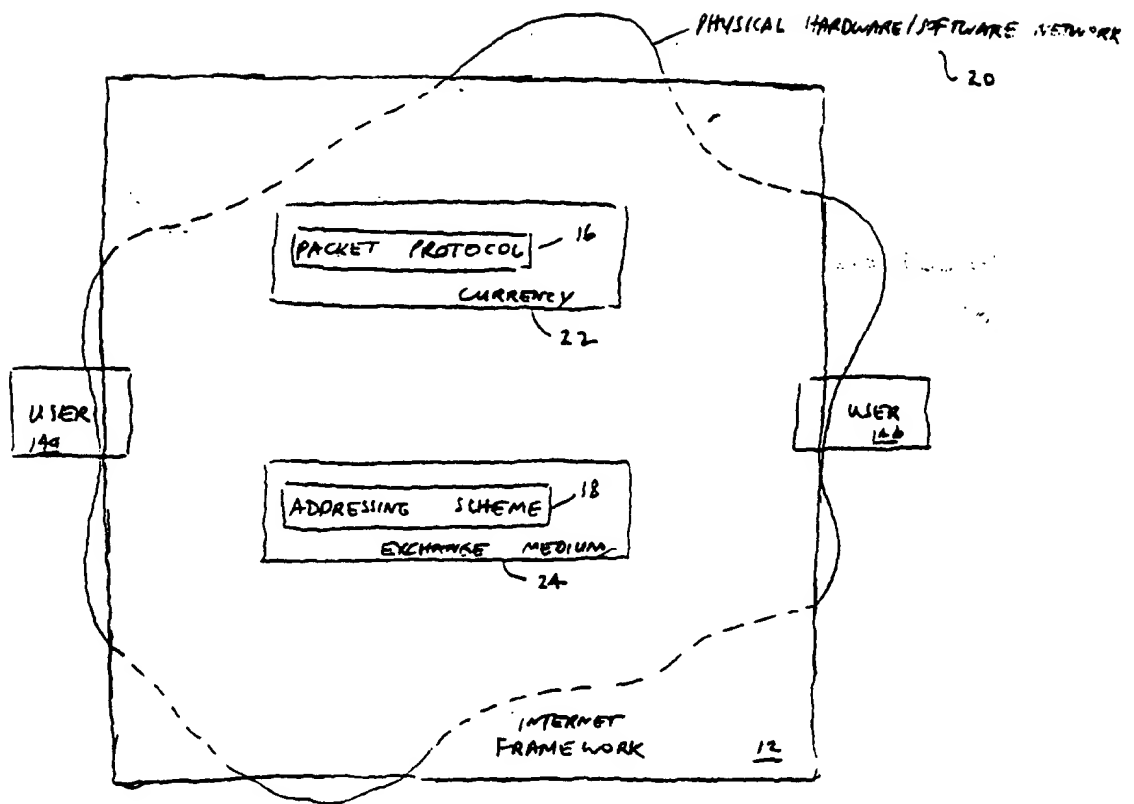 PHYSICAL HARDWARE/SOFTWARE NETWORK
20
PACKET PROTOCOL
16
CURRENCY
22
USER
14a
USER
14b
ADDRESSING SCHEME
18
EXCHANGE MEDIUM
24
INTERNET
FRAMEWORK
12